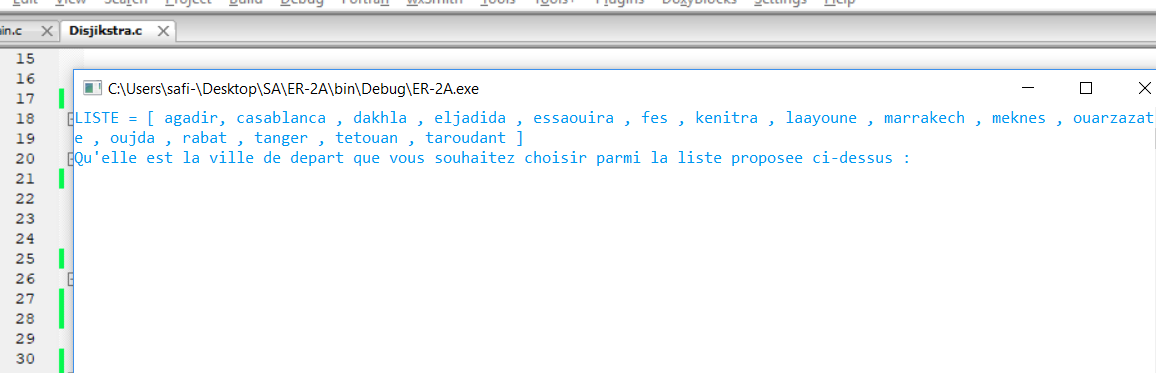 Edit View Search Project Build Debug Fortran wxSmith Tools Tools+ Plugins DoxyBlocks Settings Help
in.c Disjikstra.c
15
16
C:\Users\safi-\Desktop\SA\ER-2A\bin\Debug\ER-2A.exe
17
18 LISTE = [ agadir, casablanca , dakhla , eljadida , essaouira , fes , kenitra , laayoune , marrakech , meknes , ouarzazat
19 e , oujda , rabat , tanger , tetouan , taroudant ]
20 Qu'elle est la ville de depart que vous souhaitez choisir parmi la liste proposee ci-dessus :
21
22
23
24
25
26
27
28
29
30